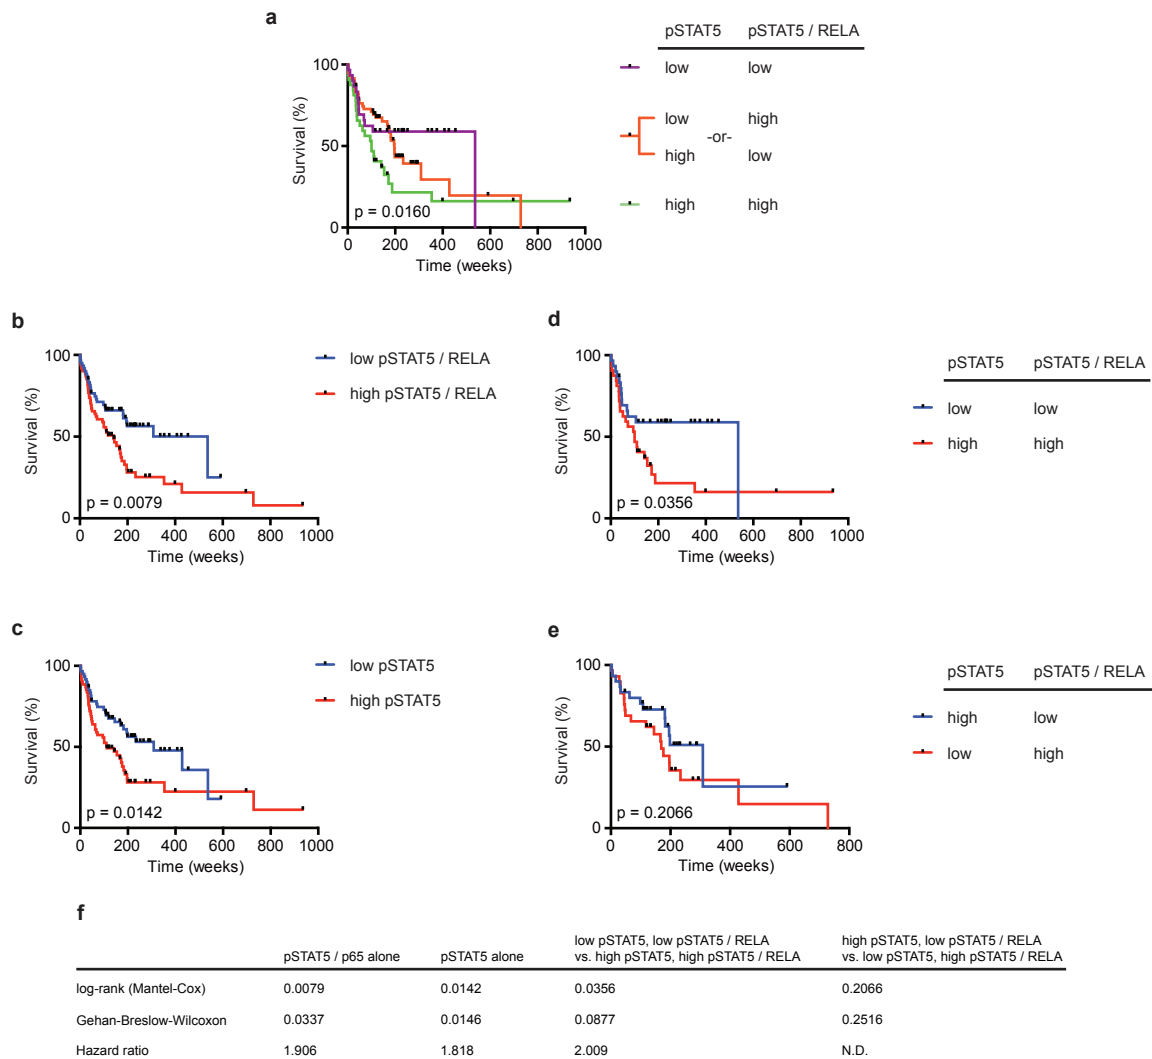 a
pSTAT5 pSTAT5 / RELA
low low
low high
-or-
high low
high high
Survival (%)
100
50
0
p = 0.0160
0 200 400 600 800 1000
Time (weeks)
b
low pSTAT5 / RELA
high pSTAT5 / RELA
Survival (%)
100
50
0
p = 0.0079
0 200 400 600 800 1000
Time (weeks)
d
pSTAT5 pSTAT5 / RELA
low low
high high
Survival (%)
100
50
0
p = 0.0356
0 200 400 600 800 1000
Time (weeks)
c
low pSTAT5
high pSTAT5
Survival (%)
100
50
0
p = 0.0142
0 200 400 600 800 1000
Time (weeks)
e
pSTAT5 pSTAT5 / RELA
high low
low high
Survival (%)
100
50
0
p = 0.2066
0 200 400 600 800
Time (weeks)
f
low pSTAT5, low pSTAT5 / RELA high pSTAT5, low pSTAT5 / RELA
pSTAT5 / p65 alone pSTAT5 alone vs. high pSTAT5, high pSTAT5 / RELA vs. low pSTAT5, high pSTAT5 / RELA
log-rank (Mantel-Cox) 0.0079 0.0142 0.0356 0.2066
Gehan-Breslow-Wilcoxon 0.0337 0.0146 0.0877 0.2516
Hazard ratio 1.906 1.818 2.009 N.D.